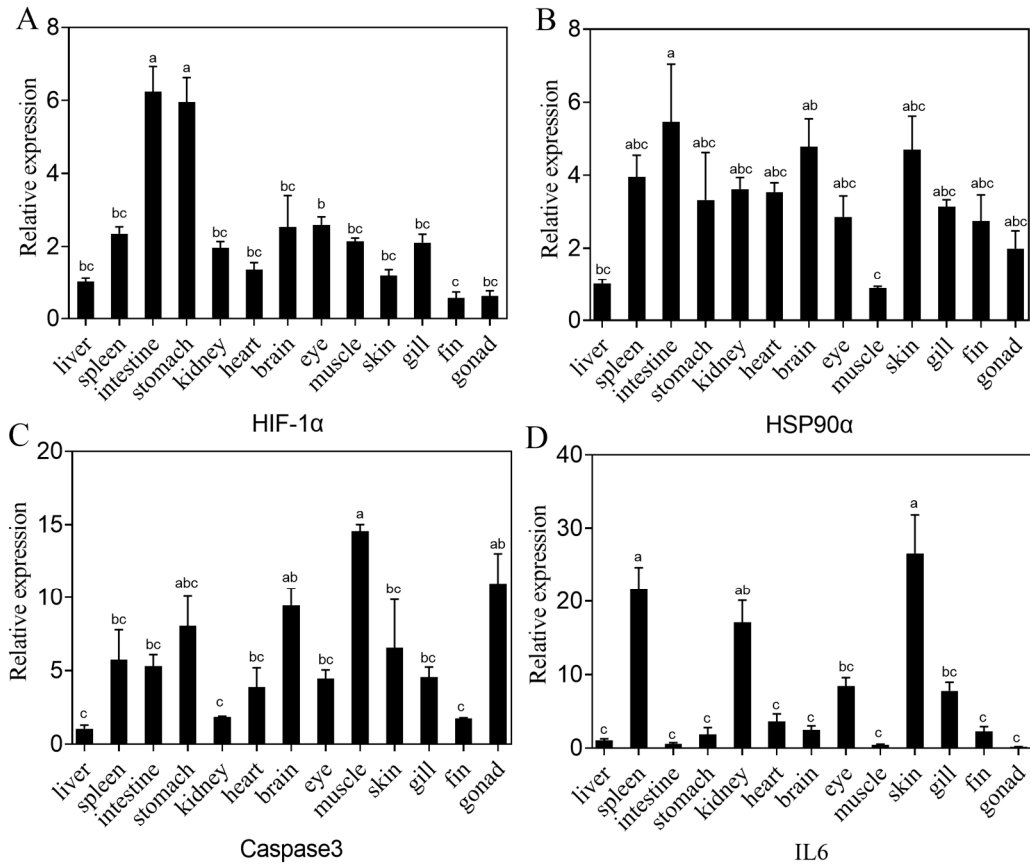 A
Relative expression
8
6
4
2
0
a
a
bc
bc
bc
bc
bc
b
bc
bc
bc
c
bc
liver
spleen
intestine
stomach
kidney
heart
brain
eye
muscle
skin
gill
fin
gonad
HIF-1α
B
Relative expression
8
6
4
2
0
bc
abc
a
abc
abc
abc
ab
abc
c
abc
abc
abc
abc
liver
spleen
intestine
stomach
kidney
heart
brain
eye
muscle
skin
gill
fin
gonad
HSP90α
C
Relative expression
20
15
10
5
0
c
bc
bc
abc
c
bc
ab
bc
a
bc
bc
c
ab
liver
spleen
intestine
stomach
kidney
heart
brain
eye
muscle
skin
gill
fin
gonad
Caspase3
D
Relative expression
40
30
20
10
0
c
a
c
c
ab
c
c
bc
c
a
bc
c
c
liver
spleen
intestine
stomach
kidney
heart
brain
eye
muscle
skin
gill
fin
gonad
IL6